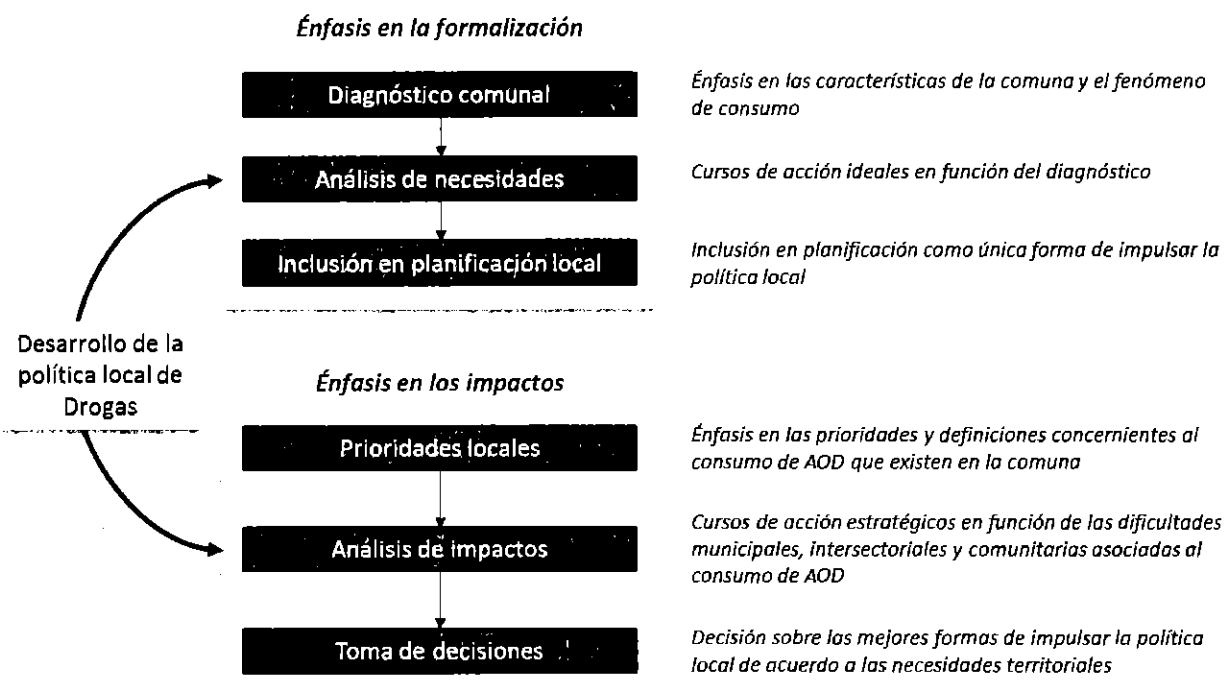 Énfasis en la formalización
Diagnóstico comunal
Énfasis en las características de la comuna y el fenómeno
de consumo
Análisis de necesidades
Cursos de acción ideales en función del diagnóstico
Inclusión en planificación local
Inclusión en planificación como única forma de impulsar la
política local
Desarrollo de la
política local de
Drogas
Énfasis en los impactos
Prioridades locales
Énfasis en las prioridades y definiciones concernientes al
consumo de AOD que existen en la comuna
Análisis de impactos
Cursos de acción estratégicos en función de las dificultades
municipales, intersectoriales y comunitarias asociadas al
consumo de AOD
Toma de decisiones
Decisión sobre las mejores formas de impulsar la política
local de acuerdo a las necesidades territoriales